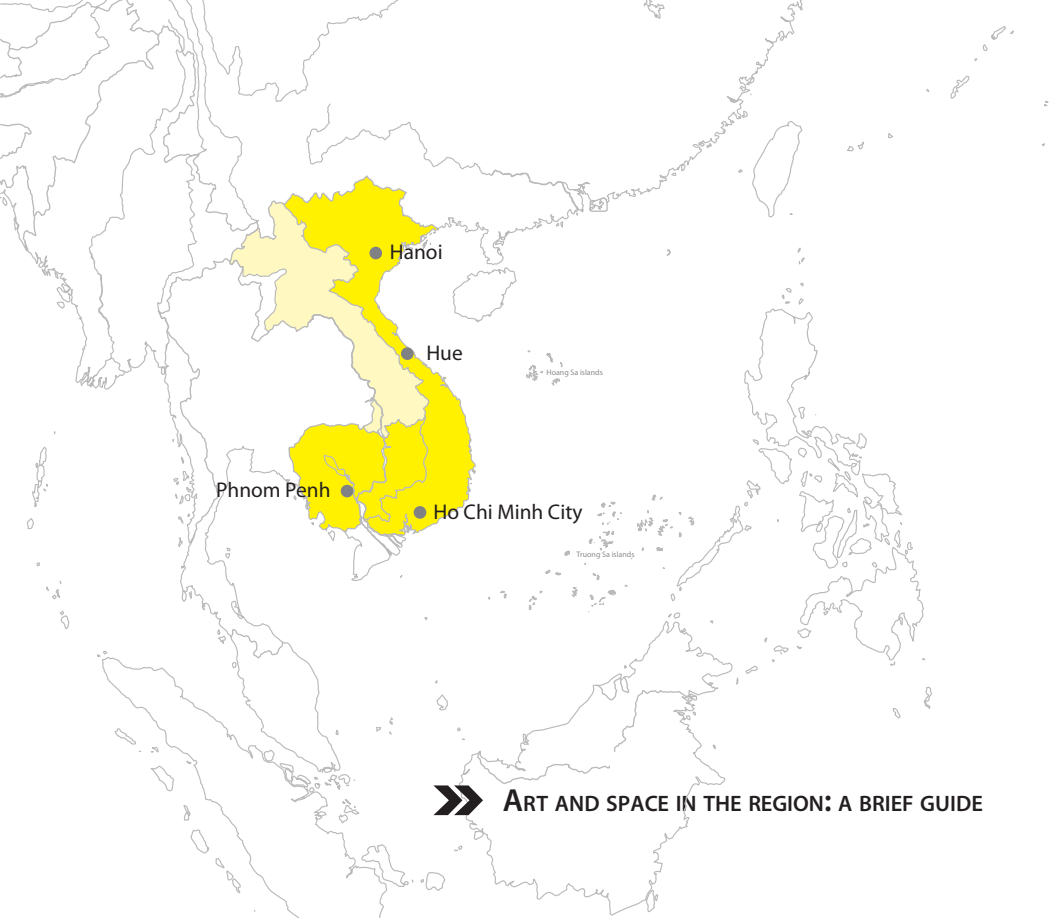 Hanoi
Hue
Hoang Sa islands
Phnom Penh
Ho Chi Minh City
Truong Sa islands
ART AND SPACE IN THE REGION: A BRIEF GUIDE